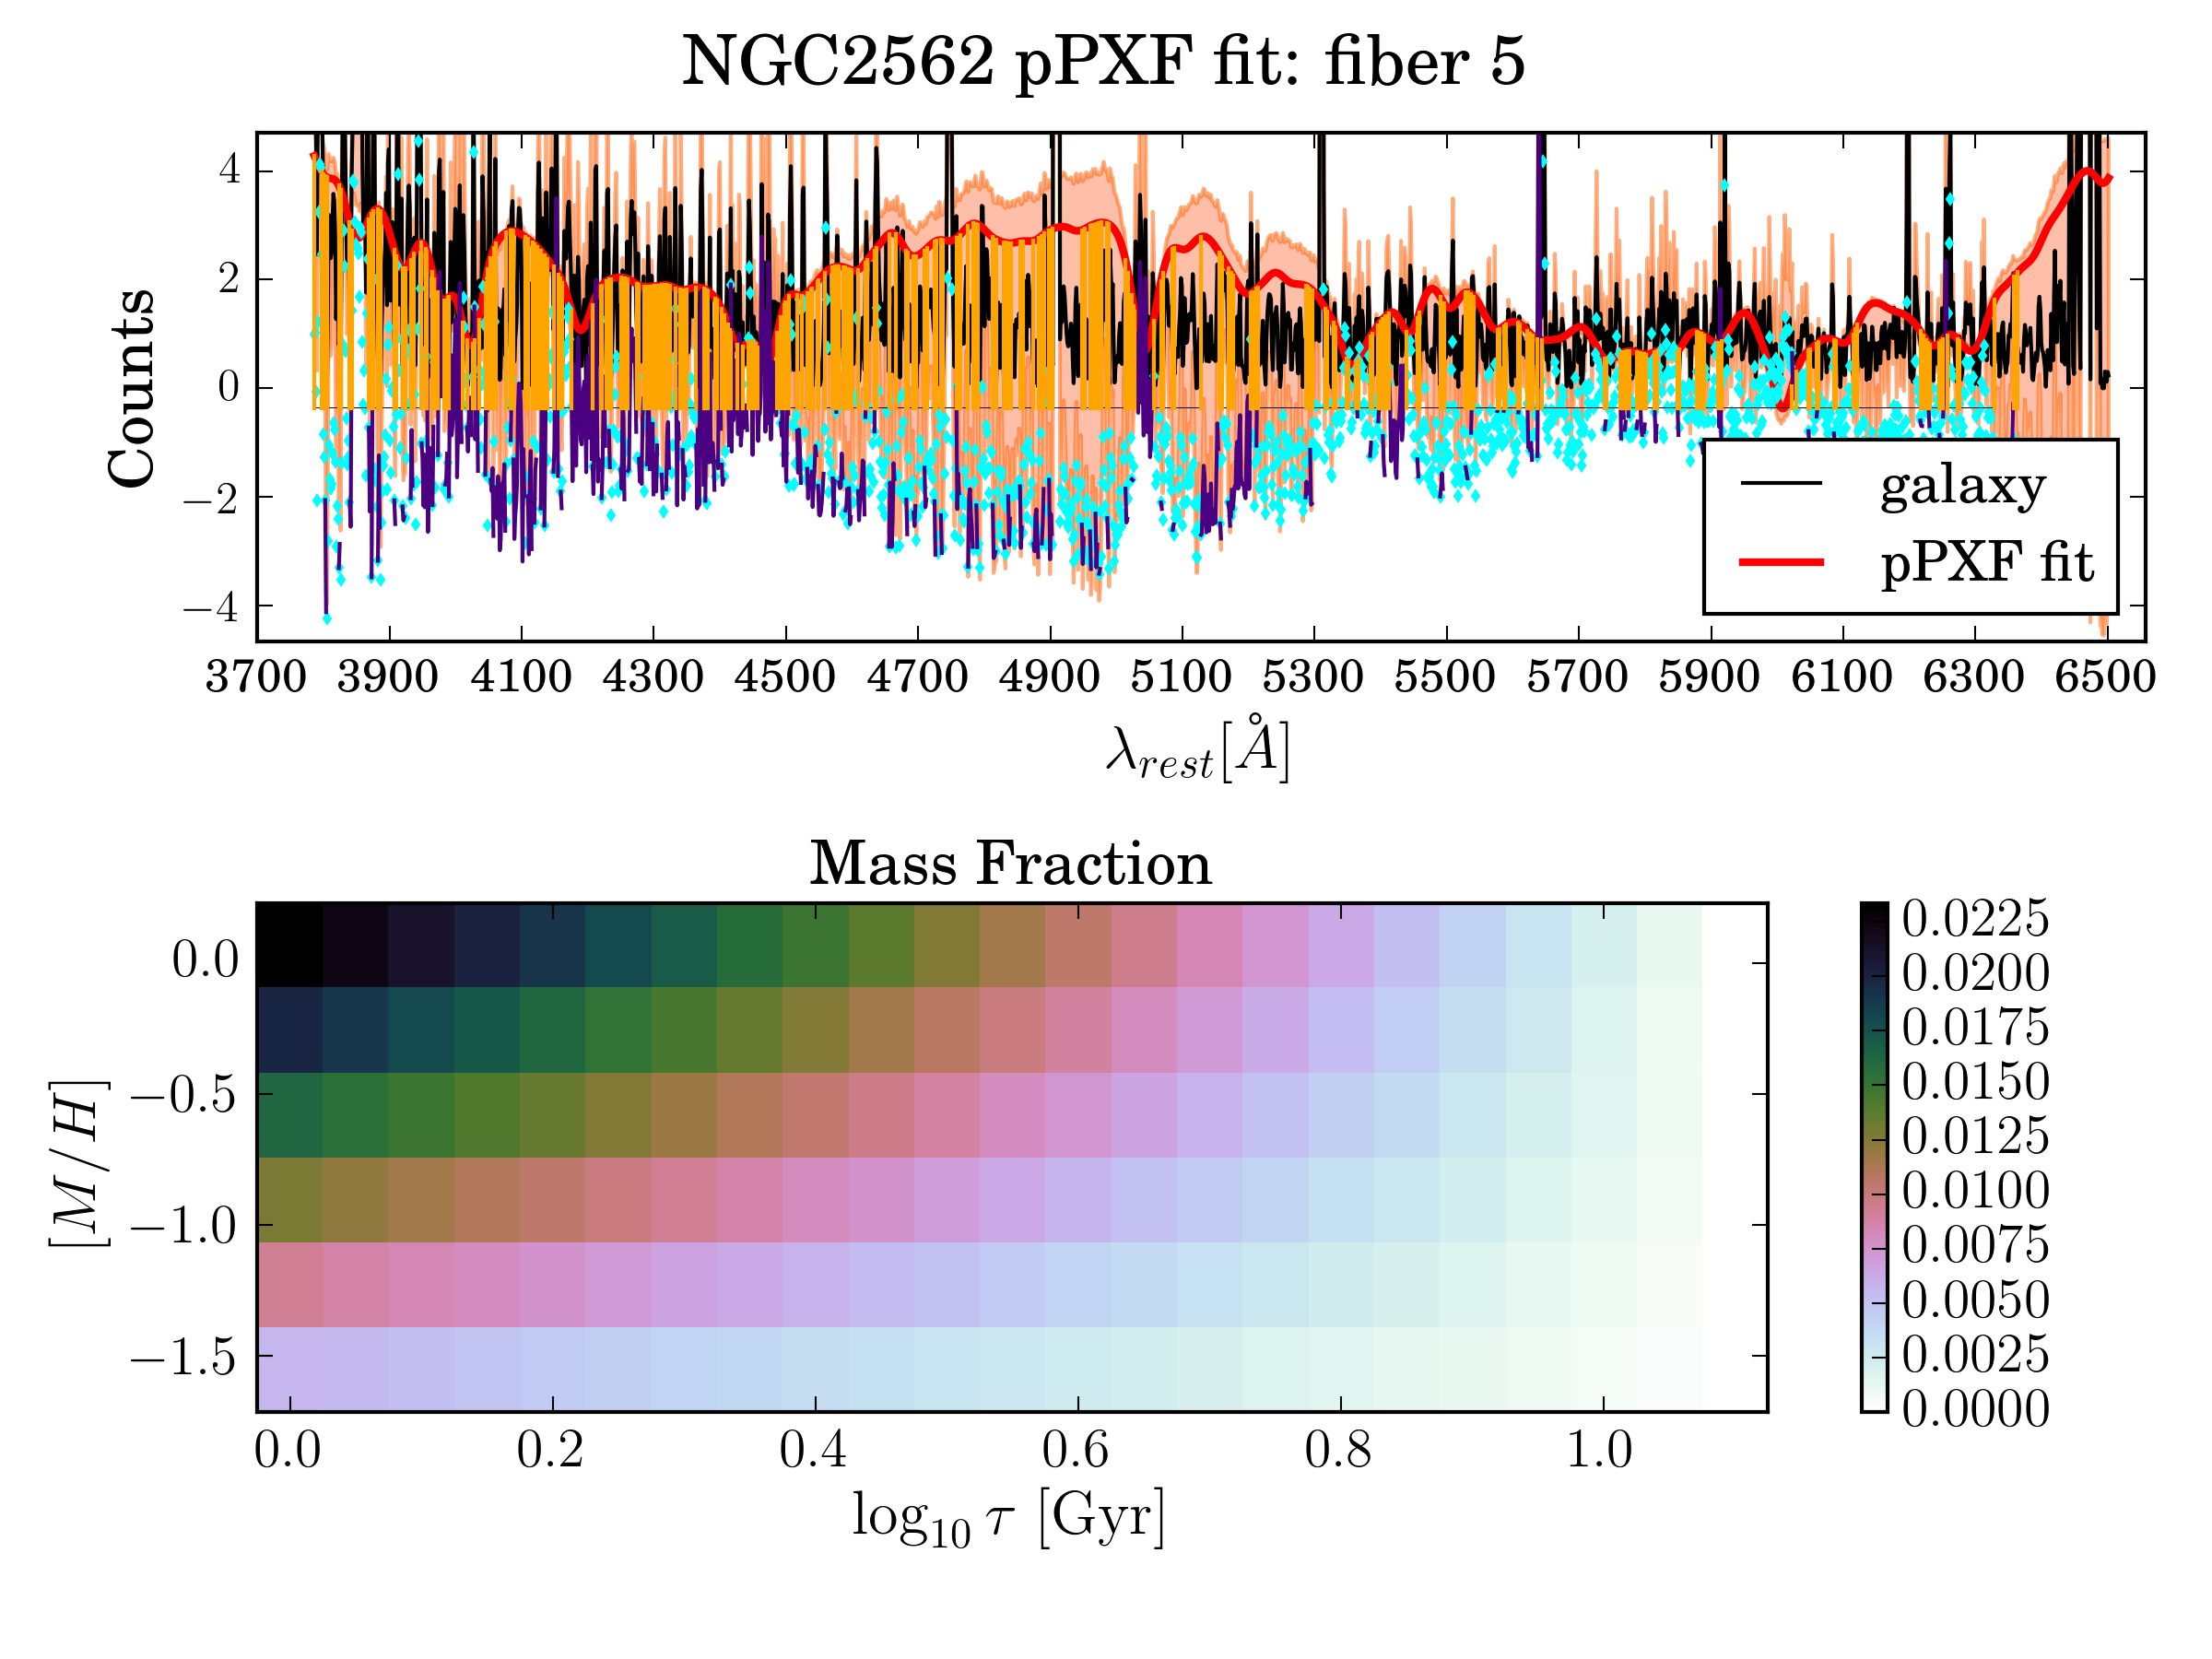 NGC2562 pPXF fit: fiber 5
Counts
4
2
0
−2
−4
galaxy
pPXF fit
3700 3900 4100 4300 4500 4700 4900 5100 5300 5500 5700 5900 6100 6300 6500
λrest[Å]
Mass Fraction
[M/H]
0.0
−0.5
−1.0
−1.5
0.0 0.2 0.4 0.6 0.8 1.0
log10 τ [Gyr]
0.0225
0.0200
0.0175
0.0150
0.0125
0.0100
0.0075
0.0050
0.0025
0.0000